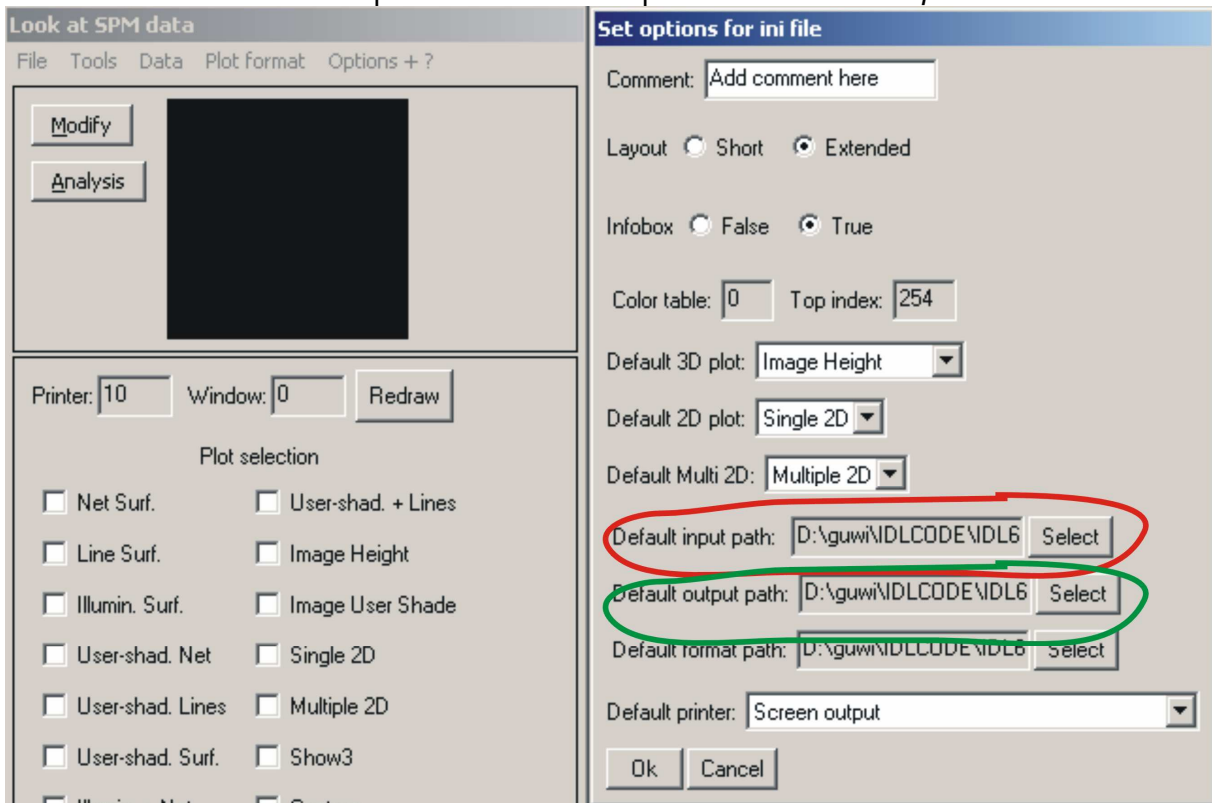 Look at SPM data
File Tools Data Plot format Options + ?
Modify
Analysis
Printer: 10 Window: 0 Redraw
Plot selection
Net Surf. User-shad. + Lines
Line Surf. Image Height
Illumin. Surf. Image User Shade
User-shad. Net Single 2D
User-shad. Lines Multiple 2D
User-shad. Surf. Show3
Set options for ini file
Comment: Add comment here
Layout Short Extended
Infobox False True
Color table: 0 Top index: 254
Default 3D plot: Image Height
Default 2D plot: Single 2D
Default Multi 2D: Multiple 2D
Default input path: D:\guwi\IDLCODE\IDL6 Select
Default output path: D:\guwi\IDLCODE\IDL6 Select
Default format path: D:\guwi\IDLCODE\IDL6 Select
Default printer: Screen output
Ok Cancel